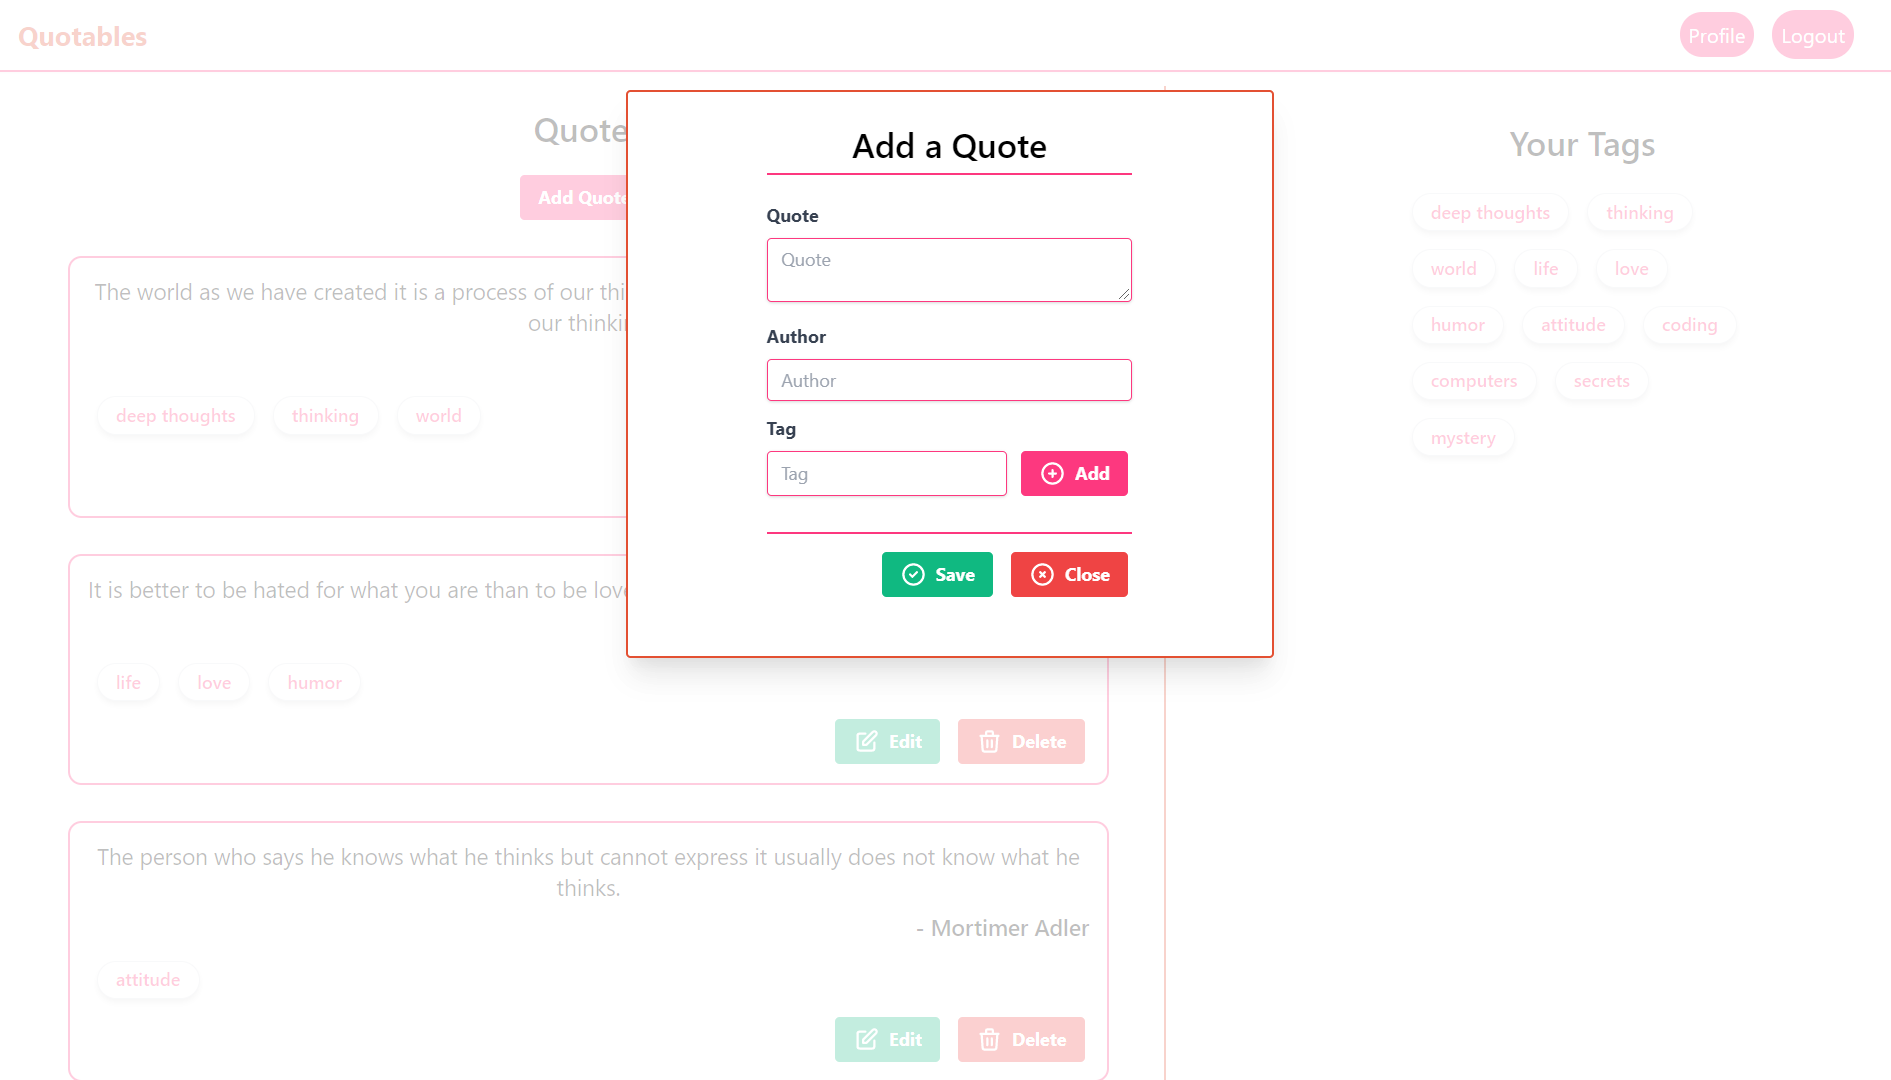 Quotables
Profile
Logout
Quote
Add Quote
The world as we have created it is a process of our thi
our thinki
deep thoughts
thinking
world
It is better to be hated for what you are than to be lov
life
love
humor
Edit
Delete
The person who says he knows what he thinks but cannot express it usually does not know what he
thinks.
- Mortimer Adler
attitude
Edit
Delete
Add a Quote
Quote
Quote
Author
Author
Tag
Tag
Add
Save
Close
Your Tags
deep thoughts
thinking
world
life
love
humor
attitude
coding
computers
secrets
mystery